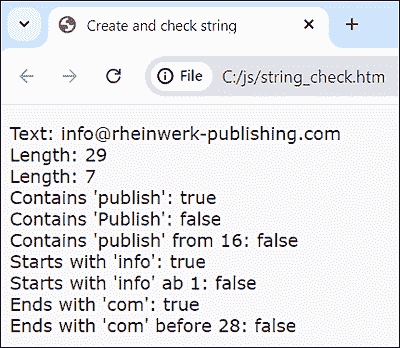 Create and check string
File
C:/js/string_check.htm
Text: info@rheinwerk-publishing.com
Length: 29
Length: 7
Contains 'publish': true
Contains 'Publish': false
Contains 'publish' from 16: false
Starts with 'info': true
Starts with 'info' ab 1: false
Ends with 'com': true
Ends with 'com' before 28: false